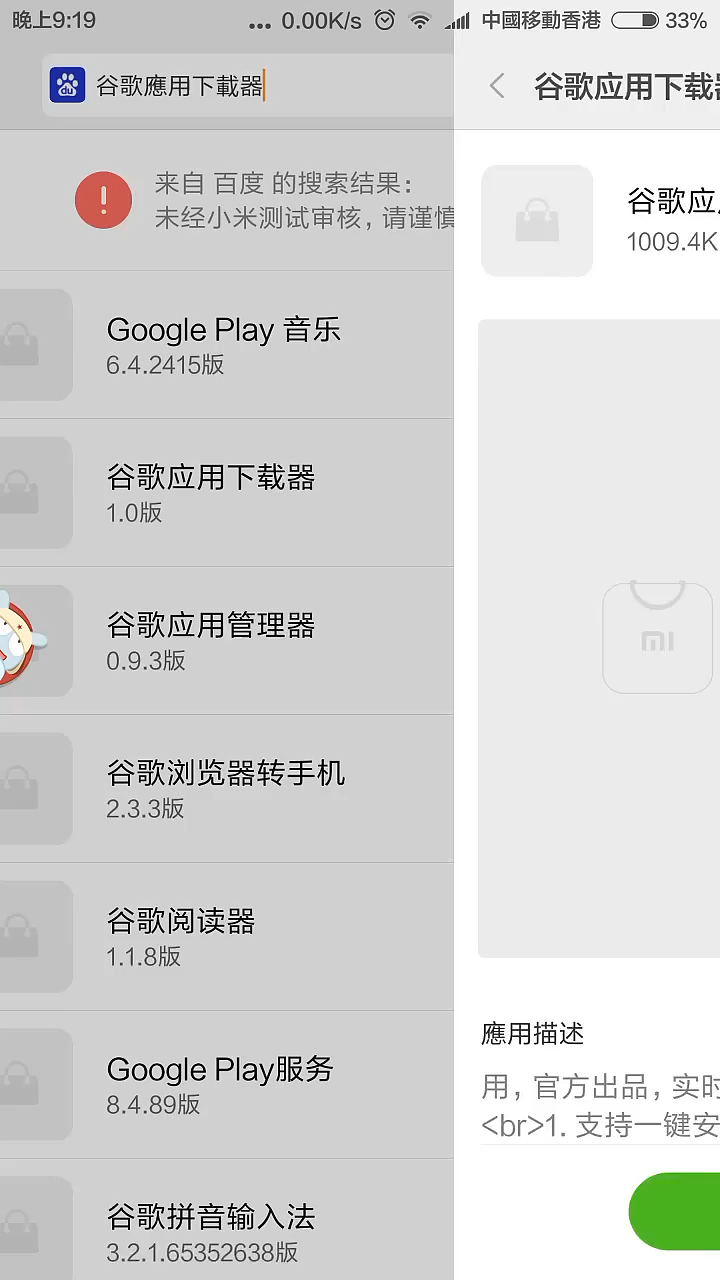 晚上9:19
... 0.00K/s
中國移動香港
33%
du
谷歌應用下載器
来自 百度 的搜索结果：
未经小米测试审核，请谨慎
Google Play 音乐
6.4.2415版
谷歌应用下载器
1.0版
谷歌应用管理器
0.9.3版
谷歌浏览器转手机
2.3.3版
谷歌阅读器
1.1.8版
Google Play服务
8.4.89版
谷歌拼音输入法
3.2.1.65352638版
谷歌应用下载器
谷歌应
1009.4K
mi
應用描述
用，官方出品，实时
<br>1. 支持一键安